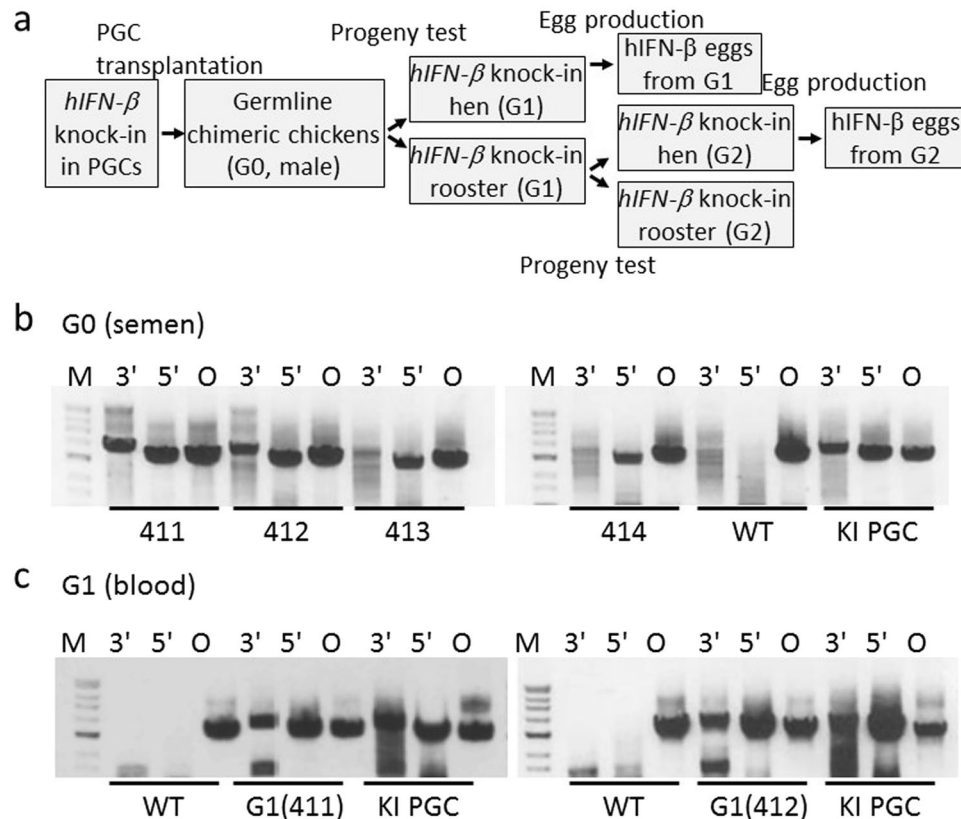 a
PGC
transplantation
hIFN-β
knock-in
in PGCs
Germline
chimeric chickens
(G0, male)
Progeny test
hIFN-β knock-in
hen (G1)
hIFN-β knock-in
rooster (G1)
Egg production
hIFN-β eggs
from G1
hIFN-β knock-in
hen (G2)
hIFN-β knock-in
rooster (G2)
Progeny test
Egg production
hIFN-β eggs
from G2
b G0 (semen)
M 3' 5' O 3' 5' O 3' 5' O
411 412 413
M 3' 5' O 3' 5' O 3' 5' O
414 WT KI PGC
c G1 (blood)
M 3' 5' O 3' 5' O 3' 5' O
WT G1(411) KI PGC
M 3' 5' O 3' 5' O 3' 5' O
WT G1(412) KI PGC